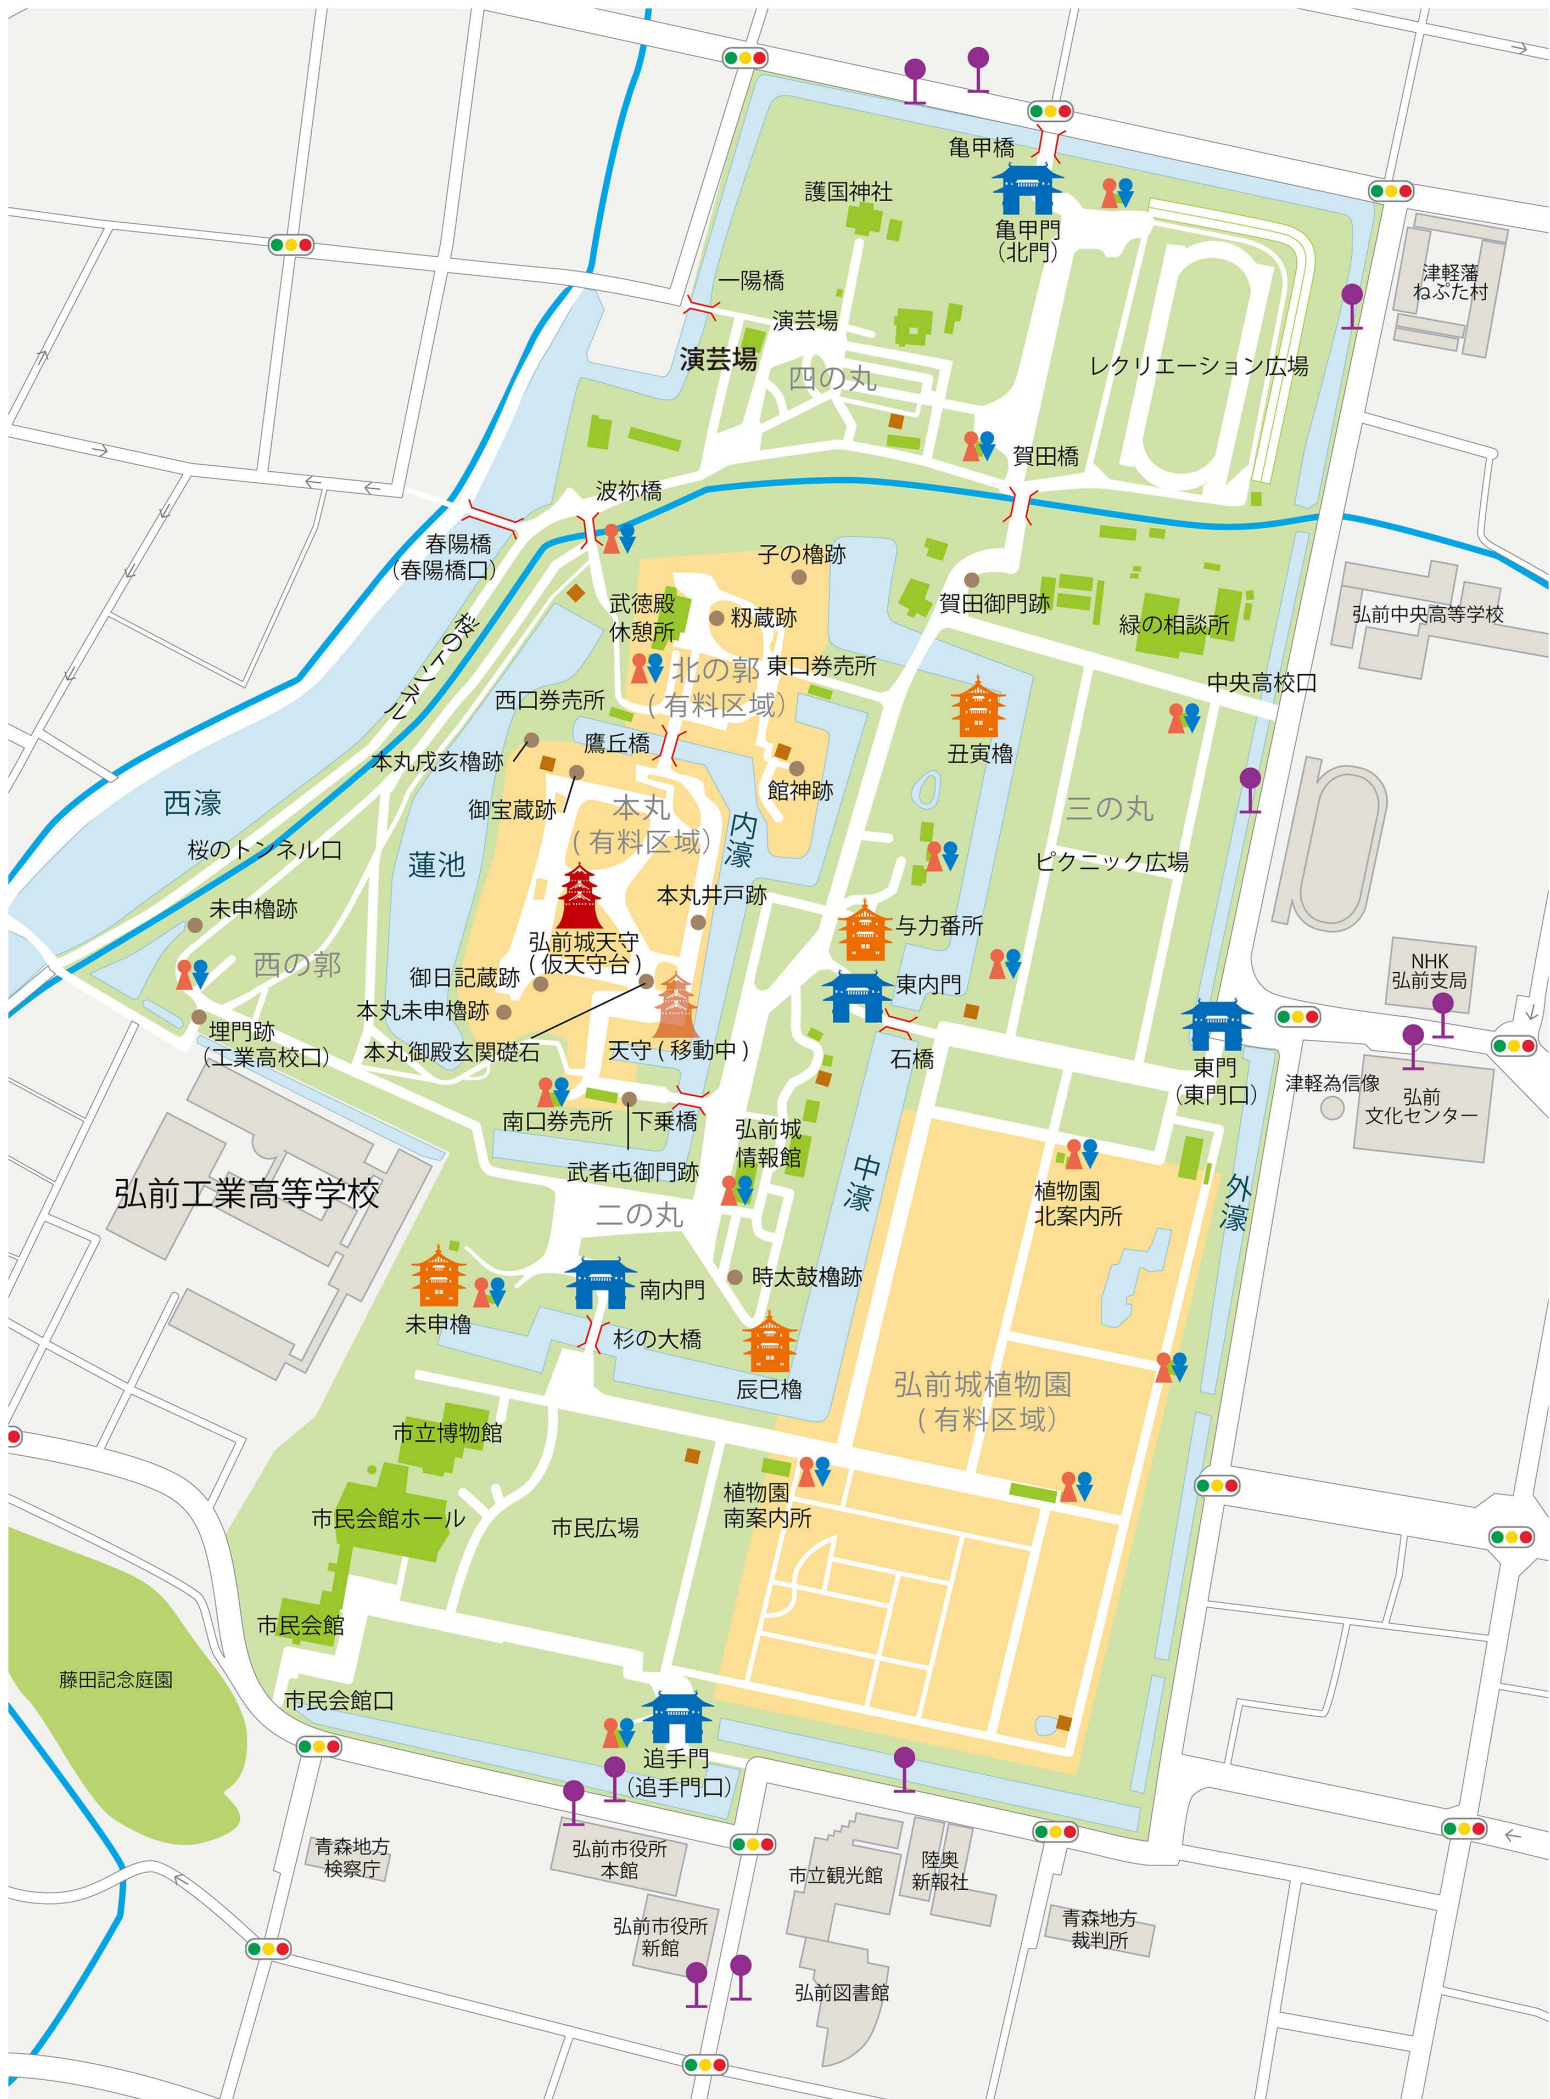 亀甲橋
護国神社
亀甲門
(北門)
津軽藩
ねぷた村
一陽橋
演芸場
演芸場
四の丸
レクリエーション広場
賀田橋
波祢橋
春陽橋
(春陽橋口)
子の櫓跡
武徳殿
休憩所
籾蔵跡
賀田御門跡
緑の相談所
弘前中央高等学校
桜のトンネル
北の郭
(有料区域)
東口券売所
中央高校口
西口券売所
鷹丘橋
本丸戌亥櫓跡
丑寅櫓
御宝蔵跡
館神跡
西濠
本丸
(有料区域)
内濠
三の丸
桜のトンネル口
蓮池
ピクニック広場
本丸井戸跡
未申櫓跡
与力番所
弘前城天守
(仮天守台)
西の郭
御日記蔵跡
東内門
NHK
弘前支局
本丸未申櫓跡
埋門跡
(工業高校口)
本丸御殿玄関礎石
天守(移動中)
石橋
東門
(東門口)
津軽為信像
弘前
文化センター
南口券売所
下乗橋
弘前城
情報館
武者屯御門跡
中濠
外濠
弘前工業高等学校
植物園
北案内所
二の丸
時太鼓櫓跡
南内門
未申櫓
杉の大橋
辰巳櫓
弘前城植物園
(有料区域)
市立博物館
植物園
南案内所
市民会館ホール
市民広場
市民会館
藤田記念庭園
市民会館口
追手門
(追手門口)
青森地方
検察庁
弘前市役所
本館
市立観光館
陸奥
新報社
弘前市役所
新館
青森地方
裁判所
弘前図書館